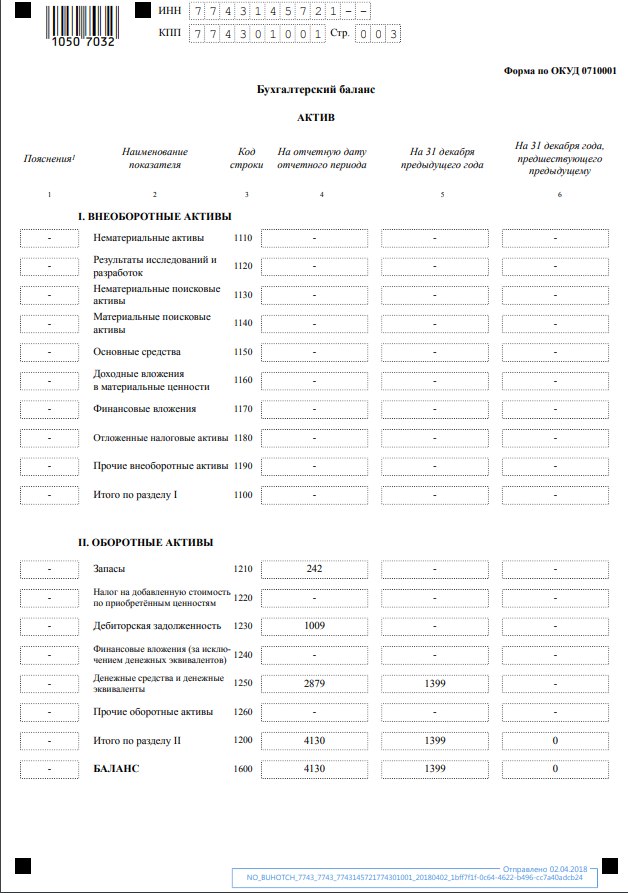 ИНН 7743145721--
КПП 774301001 Стр. 003
1050 7032
Форма по ОКУД 0710001
Бухгалтерский баланс
АКТИВ
Пояснения¹ Наименование показателя Код строки На отчетную дату отчетного периода На 31 декабря предыдущего года На 31 декабря года, предшествующего предыдущему
1 2 3 4 5 6
I. ВНЕОБОРОТНЫЕ АКТИВЫ
- Нематериальные активы 1110 - - -
- Результаты исследований и разработок 1120 - - -
- Нематериальные поисковые активы 1130 - - -
- Материальные поисковые активы 1140 - - -
- Основные средства 1150 - - -
- Доходные вложения в материальные ценности 1160 - - -
- Финансовые вложения 1170 - - -
- Отложенные налоговые активы 1180 - - -
- Прочие внеоборотные активы 1190 - - -
- Итого по разделу I 1100 - - -
II. ОБОРОТНЫЕ АКТИВЫ
- Запасы 1210 242 - -
- Налог на добавленную стоимость по приобретённым ценностям 1220 - - -
- Дебиторская задолженность 1230 1009 - -
- Финансовые вложения (за исклю-чением денежных эквивалентов) 1240 - - -
- Денежные средства и денежные эквиваленты 1250 2879 1399 -
- Прочие оборотные активы 1260 - - -
- Итого по разделу II 1200 4130 1399 0
- БАЛАНС 1600 4130 1399 0
Отправлено 02.04.2018
NO_BUHOTCH_7743_7743_7743145721774301001_20180402_1bff7f1f-0c64-4622-b496-cc7a40adcb24